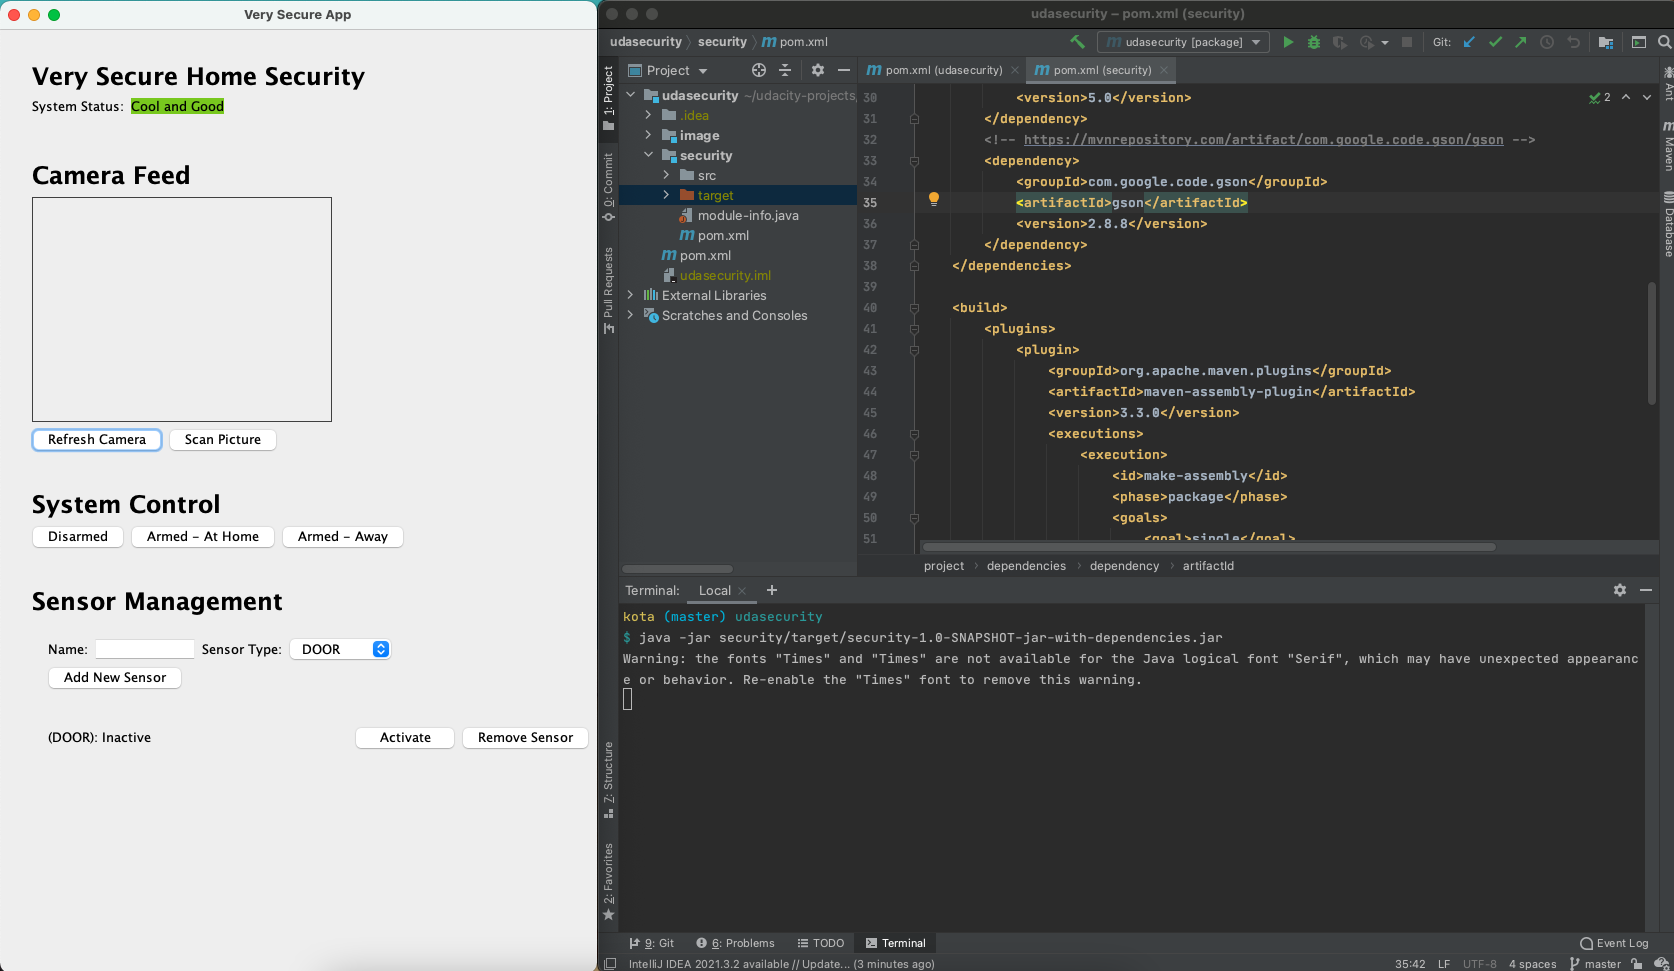 Very Secure App
Very Secure Home Security
System Status: Cool and Good
Camera Feed
Refresh Camera Scan Picture
System Control
Disarmed Armed - At Home Armed - Away
Sensor Management
Name: Sensor Type: DOOR
Add New Sensor
(DOOR): Inactive Activate Remove Sensor
udasecurity – pom.xml (security)
udasecurity security pom.xml
udasecurity [package]
Git:
1: Project
0: Commit
Pull Requests
7: Structure
2: Favorites
Project
udasecurity ~/udacity-projects,
.idea
image
security
src
target
module-info.java
pom.xml
pom.xml
udasecurity.iml
External Libraries
Scratches and Consoles
pom.xml (udasecurity) pom.xml (security)
2
30 <version>5.0</version>
31 </dependency>
32 <!-- https://mvnrepository.com/artifact/com.google.code.gson/gson -->
33 <dependency>
34 <groupId>com.google.code.gson</groupId>
35 <artifactId>gson</artifactId>
36 <version>2.8.8</version>
37 </dependency>
38 </dependencies>
39
40 <build>
41 <plugins>
42 <plugin>
43 <groupId>org.apache.maven.plugins</groupId>
44 <artifactId>maven-assembly-plugin</artifactId>
45 <version>3.3.0</version>
46 <executions>
47 <execution>
48 <id>make-assembly</id>
49 <phase>package</phase>
50 <goals>
51 <goal>single</goal>
project dependencies dependency artifactId
Ant
Maven
Database
Terminal: Local
kota (master) udasecurity
$ java -jar security/target/security-1.0-SNAPSHOT-jar-with-dependencies.jar
Warning: the fonts "Times" and "Times" are not available for the Java logical font "Serif", which may have unexpected appearanc
e or behavior. Re-enable the "Times" font to remove this warning.
9: Git 6: Problems TODO Terminal Event Log
IntelliJ IDEA 2021.3.2 available // Update... (3 minutes ago) 35:42 LF UTF-8 4 spaces master